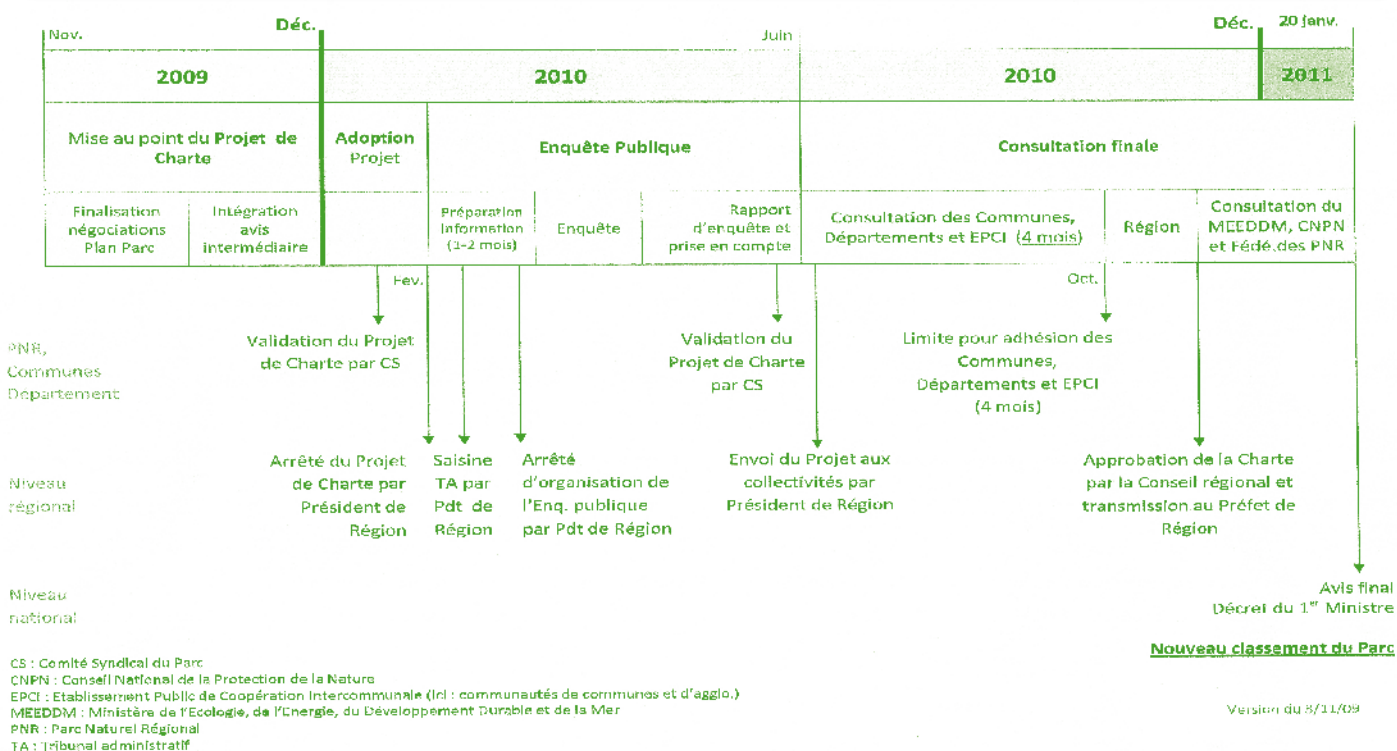 Nov.
Déc.
Juin
Déc.
20 janv.
2009
2010
2010
2011
Mise au point du Projet de
Charte
Adoption
Projet
Enquête Publique
Consultation finale
Finalisation
négociations
Plan Parc
Intégration
avis
intermédiaire
Préparation
Information
(1-2 mois)
Enquête
Rapport
d'enquête et
prise en compte
Consultation des Communes,
Départements et EPCI (4 mois)
Région
Consultation du
MEEDDM, CNPN
et Fédé.des PNR
Fev.
Oct.
PNR,
Communes
Département
Validation du Projet
de Charte par CS
Validation du
Projet de Charte
par CS
Limite pour adhésion des
Communes,
Départements et EPCI
(4 mois)
Niveau
régional
Arrêté du Projet
de Charte par
Président de
Région
Saisine
TA par
Pdt de
Région
Arrêté
d'organisation de
l'Enq. publique
par Pdt de Région
Envoi du Projet aux
collectivités par
Président de Région
Approbation de la Charte
par la Conseil régional et
transmission au Préfet de
Région
Niveau
national
Avis final
Décret du 1er Ministre
Nouveau classement du Parc
CS : Comité Syndical du Parc
CNPN : Conseil National de la Protection de la Nature
EPCI : Etablissement Public de Coopération Intercommunale (Ici : communautés de communes et d'agglo.)
MEEDDM : Ministère de l'Ecologie, de l'Energie, du Développement Durable et de la Mer
PNR : Parc Naturel Régional
TA : Tribunal administratif
Version du 3/11/09